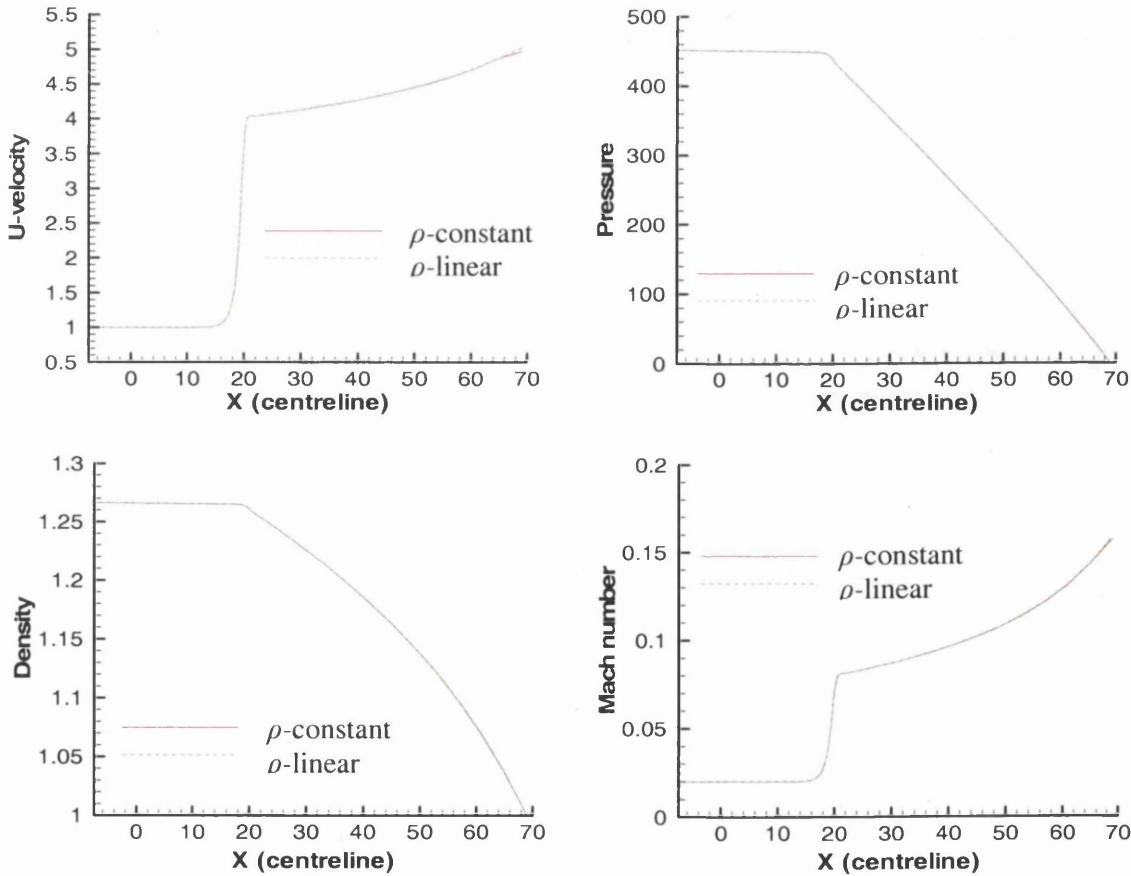 5.5
5
4.5
4
3.5
3
2.5
2
1.5
1
0.5
U-velocity
ρ-constant
ρ-linear
0 10 20 30 40 50 60 70
X (centreline)
500
400
300
200
100
0
Pressure
ρ-constant
ρ-linear
0 10 20 30 40 50 60 70
X (centreline)
1.3
1.25
1.2
1.15
1.1
1.05
1
Density
ρ-constant
ρ-linear
0 10 20 30 40 50 60 70
X (centreline)
0.2
0.15
0.1
0.05
0
Mach number
ρ-constant
ρ-linear
0 10 20 30 40 50 60 70
X (centreline)